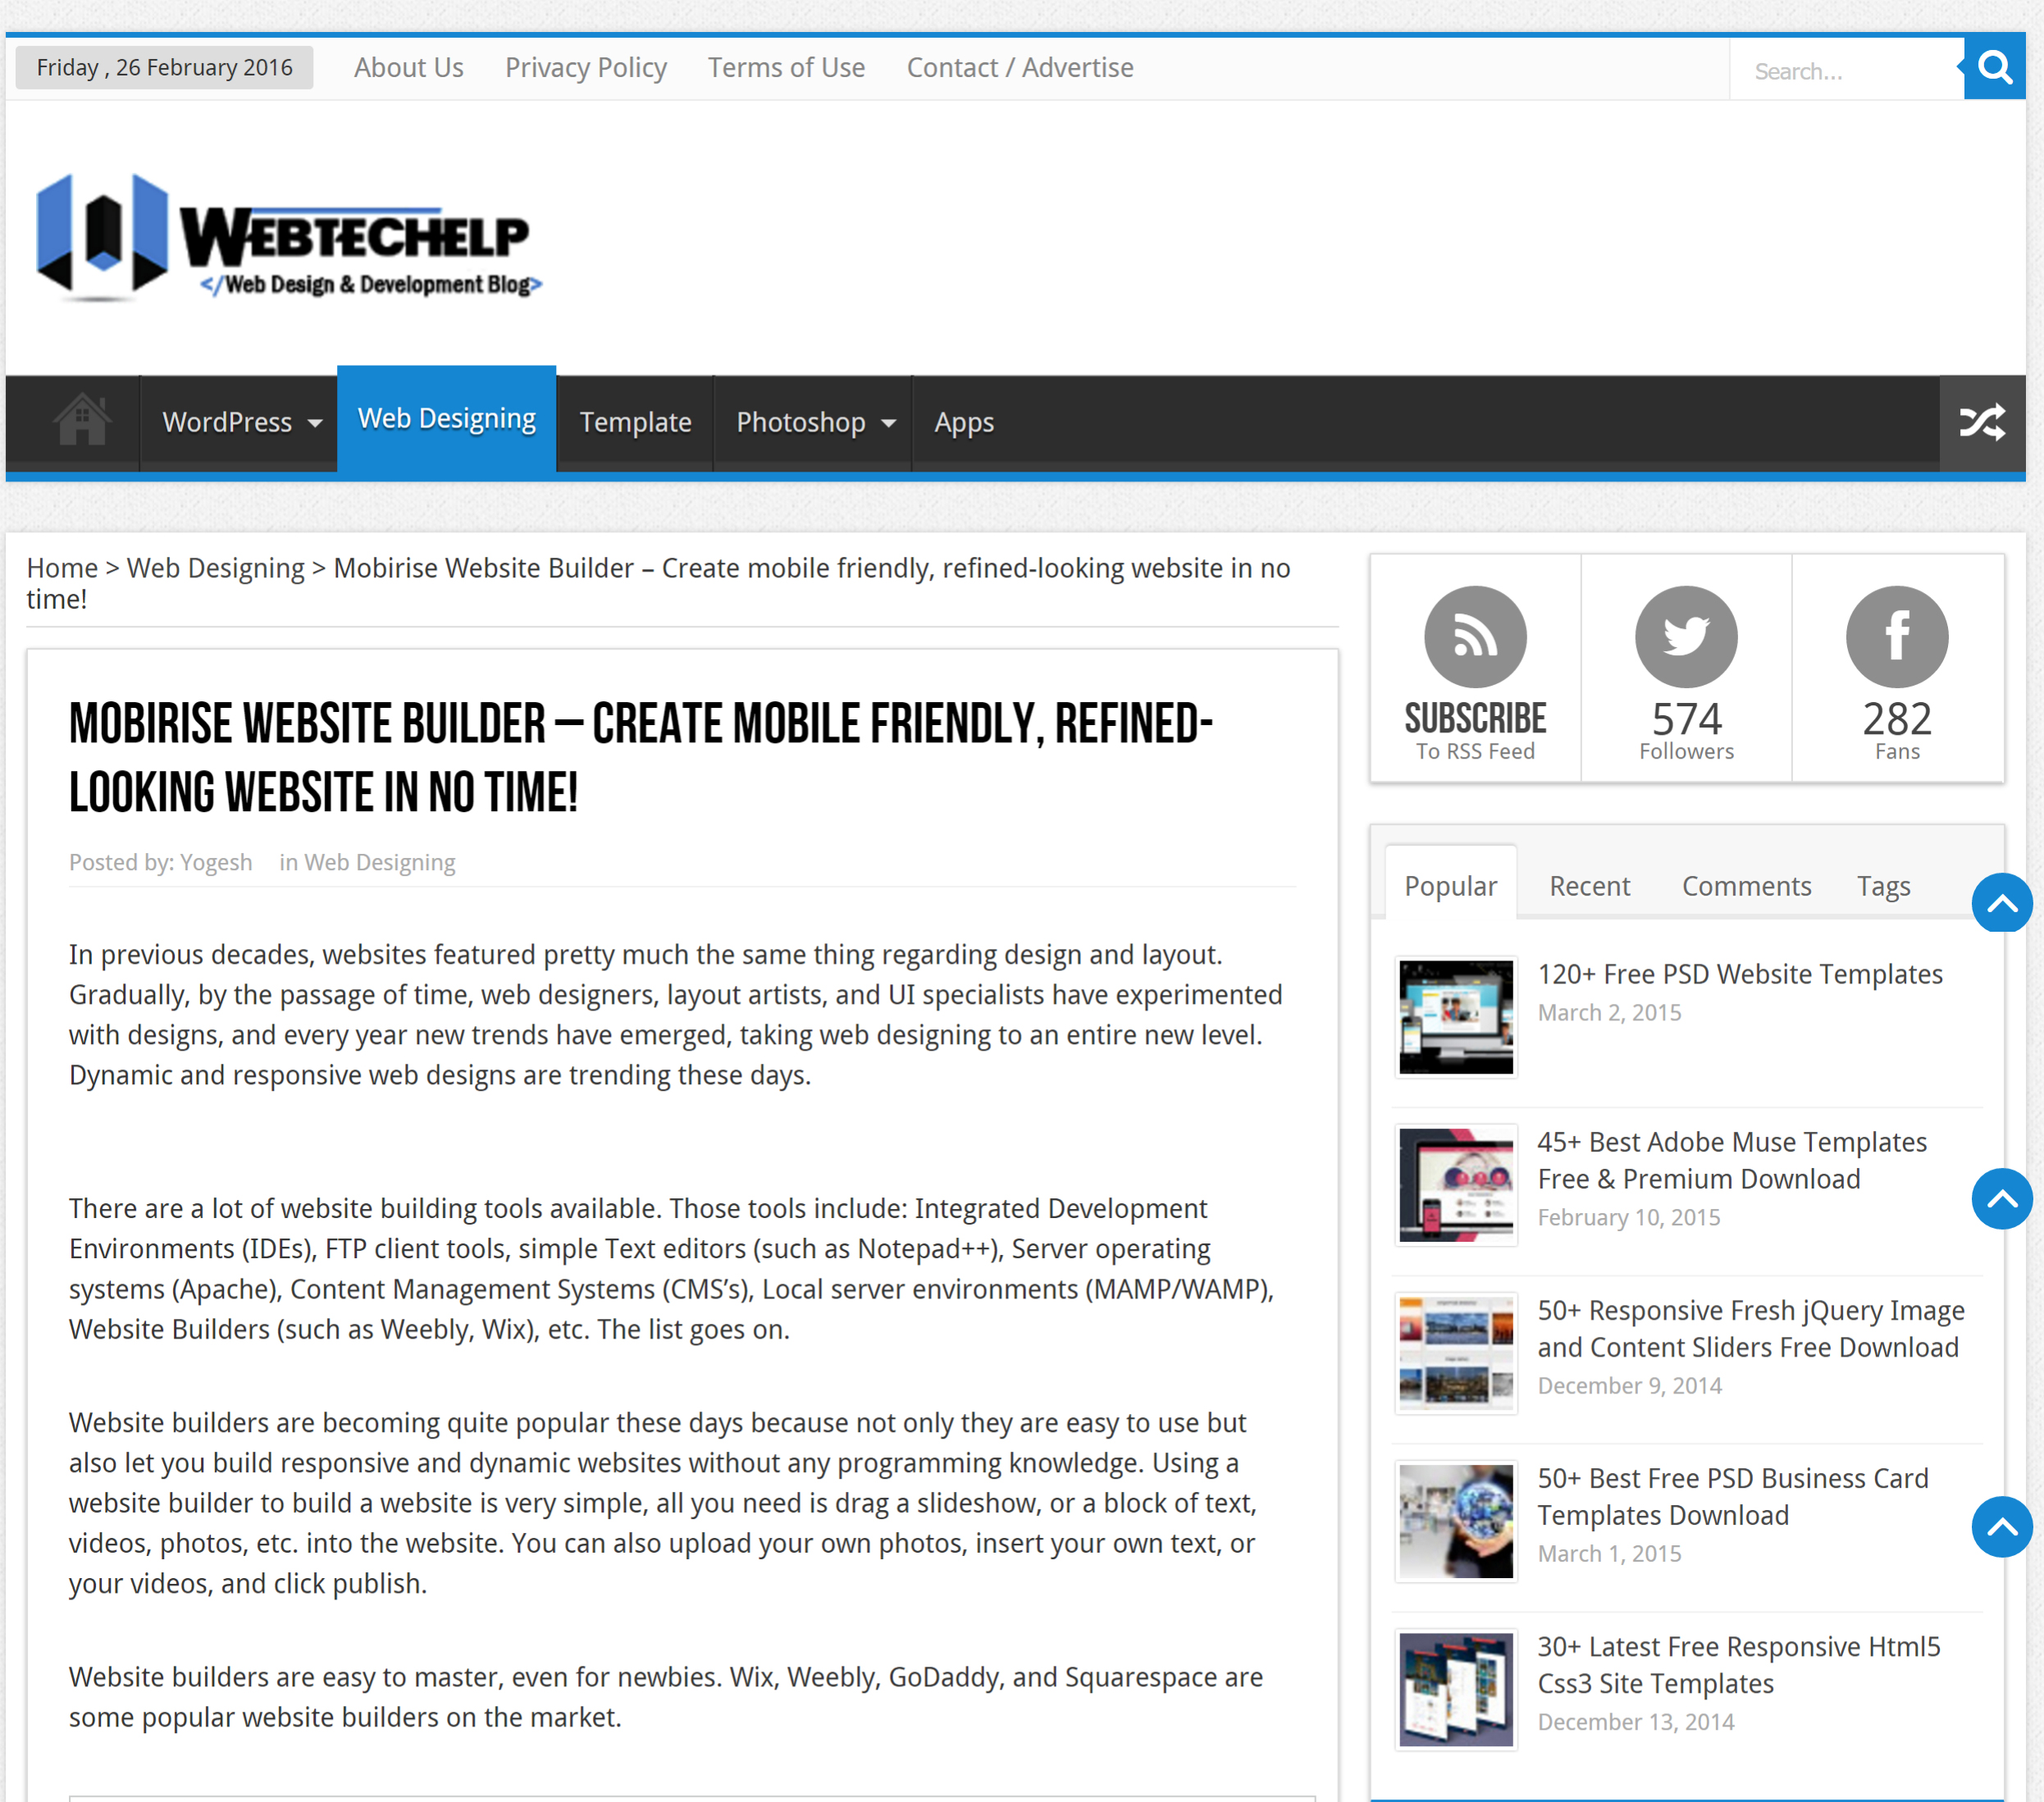 Friday , 26 February 2016
About Us
Privacy Policy
Terms of Use
Contact / Advertise
Search...
WEBTECHELP
</Web Design & Development Blog>
WordPress
Web Designing
Template
Photoshop
Apps
Home > Web Designing > Mobirise Website Builder – Create mobile friendly, refined-looking website in no
time!
MOBIRISE WEBSITE BUILDER – CREATE MOBILE FRIENDLY, REFINED-
LOOKING WEBSITE IN NO TIME!
Posted by: Yogesh in Web Designing
In previous decades, websites featured pretty much the same thing regarding design and layout.
Gradually, by the passage of time, web designers, layout artists, and UI specialists have experimented
with designs, and every year new trends have emerged, taking web designing to an entire new level.
Dynamic and responsive web designs are trending these days.
There are a lot of website building tools available. Those tools include: Integrated Development
Environments (IDEs), FTP client tools, simple Text editors (such as Notepad++), Server operating
systems (Apache), Content Management Systems (CMS’s), Local server environments (MAMP/WAMP),
Website Builders (such as Weebly, Wix), etc. The list goes on.
Website builders are becoming quite popular these days because not only they are easy to use but
also let you build responsive and dynamic websites without any programming knowledge. Using a
website builder to build a website is very simple, all you need is drag a slideshow, or a block of text,
videos, photos, etc. into the website. You can also upload your own photos, insert your own text, or
your videos, and click publish.
Website builders are easy to master, even for newbies. Wix, Weebly, GoDaddy, and Squarespace are
some popular website builders on the market.
SUBSCRIBE
To RSS Feed
574
Followers
282
Fans
Popular
Recent
Comments
Tags
120+ Free PSD Website Templates
March 2, 2015
45+ Best Adobe Muse Templates
Free & Premium Download
February 10, 2015
50+ Responsive Fresh jQuery Image
and Content Sliders Free Download
December 9, 2014
50+ Best Free PSD Business Card
Templates Download
March 1, 2015
30+ Latest Free Responsive Html5
Css3 Site Templates
December 13, 2014